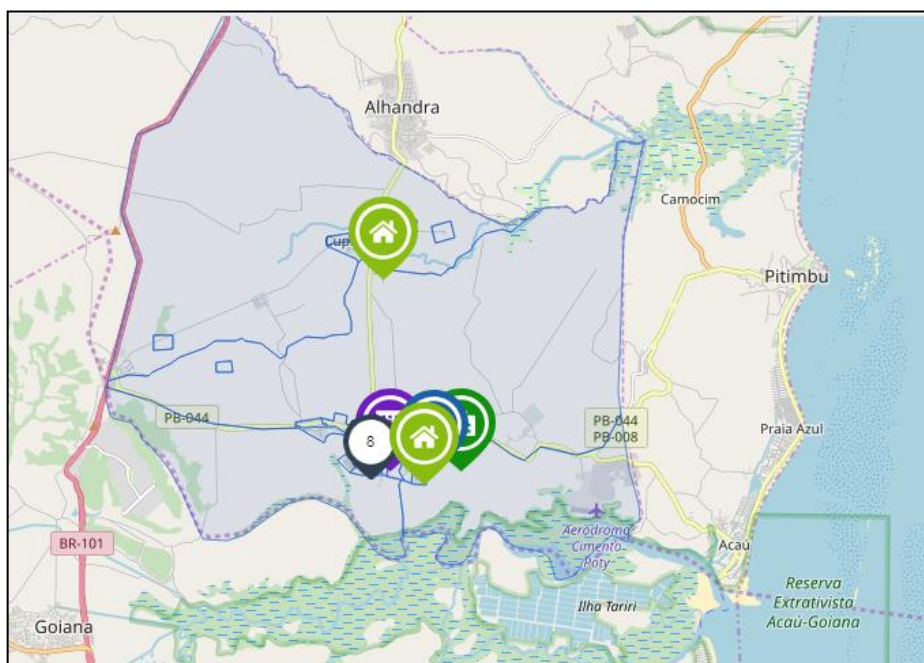 Alhandra
Camocim
Cup
Pitimbu
PB-044
PB-044
PB-008
Praia Azul
8
BR-101
Aeródromo
Cimento
Poty
Acaú
Ilha Tariri
Reserva
Extrativista
Acaú-Goiana
Goiana